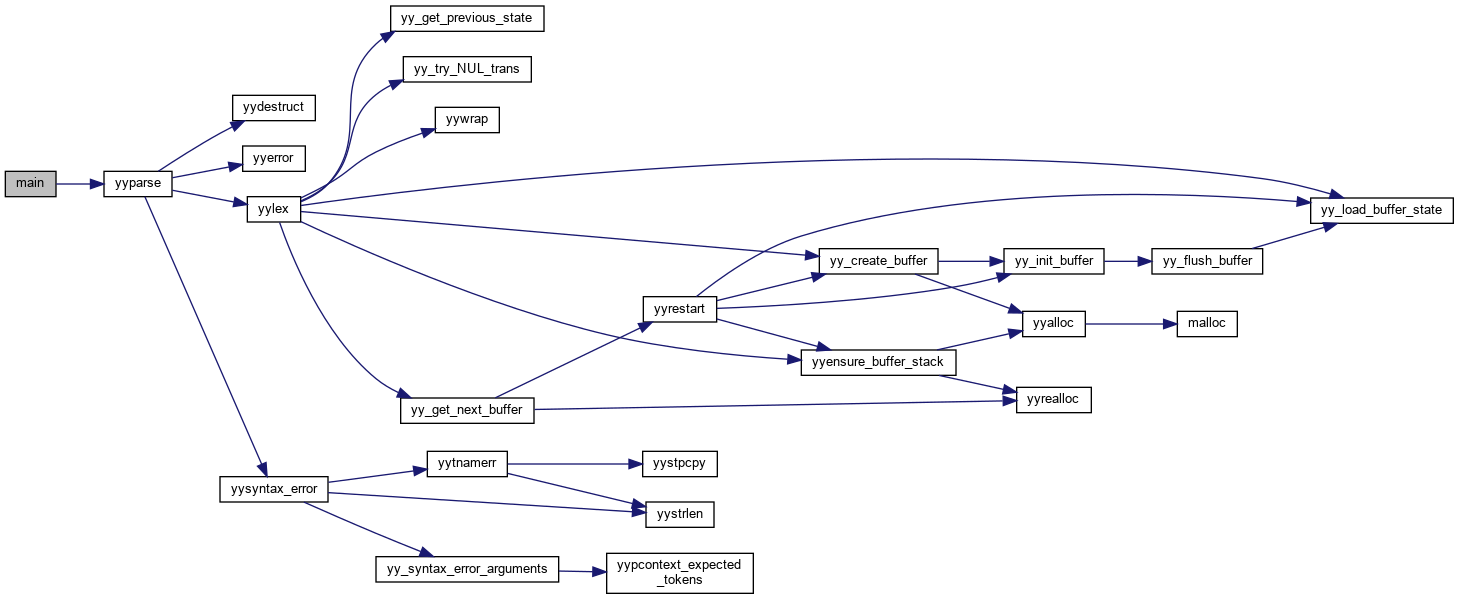 yy_get_previous_state
yy_try_NUL_trans
yydestruct
yywrap
yyerror
main
yyparse
yylex
yy_load_buffer_state
yy_create_buffer
yy_init_buffer
yy_flush_buffer
yyrestart
yyalloc
malloc
yyensure_buffer_stack
yyrealloc
yy_get_next_buffer
yytnamerr
yystpcpy
yysyntax_error
yystrlen
yy_syntax_error_arguments
yypcontext_expected
_tokens